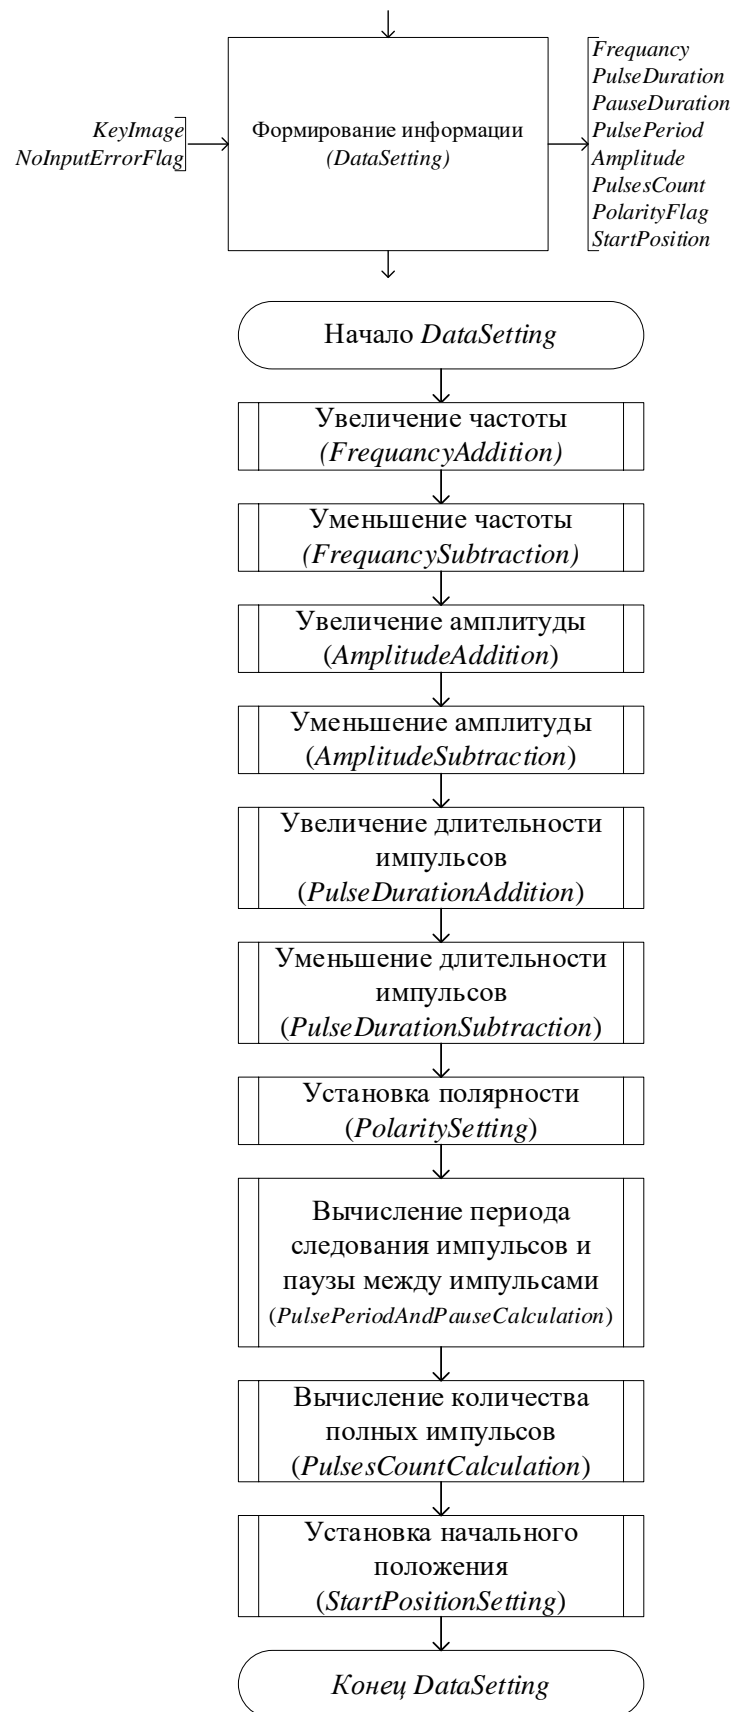 KeyImage
NoInputErrorFlag
Формирование информации
(DataSetting)
Frequancy
PulseDuration
PauseDuration
PulsePeriod
Amplitude
PulsesCount
PolarityFlag
StartPosition
Начало DataSetting
Увеличение частоты
(FrequancyAddition)
Уменьшение частоты
(FrequancySubtraction)
Увеличение амплитуды
(AmplitudeAddition)
Уменьшение амплитуды
(AmplitudeSubtraction)
Увеличение длительности
импульсов
(PulseDurationAddition)
Уменьшение длительности
импульсов
(PulseDurationSubtraction)
Установка полярности
(PolaritySetting)
Вычисление периода
следования импульсов и
паузы между импульсами
(PulsePeriodAndPauseCalculation)
Вычисление количества
полных импульсов
(PulsesCountCalculation)
Установка начального
положения
(StartPositionSetting)
Конец DataSetting